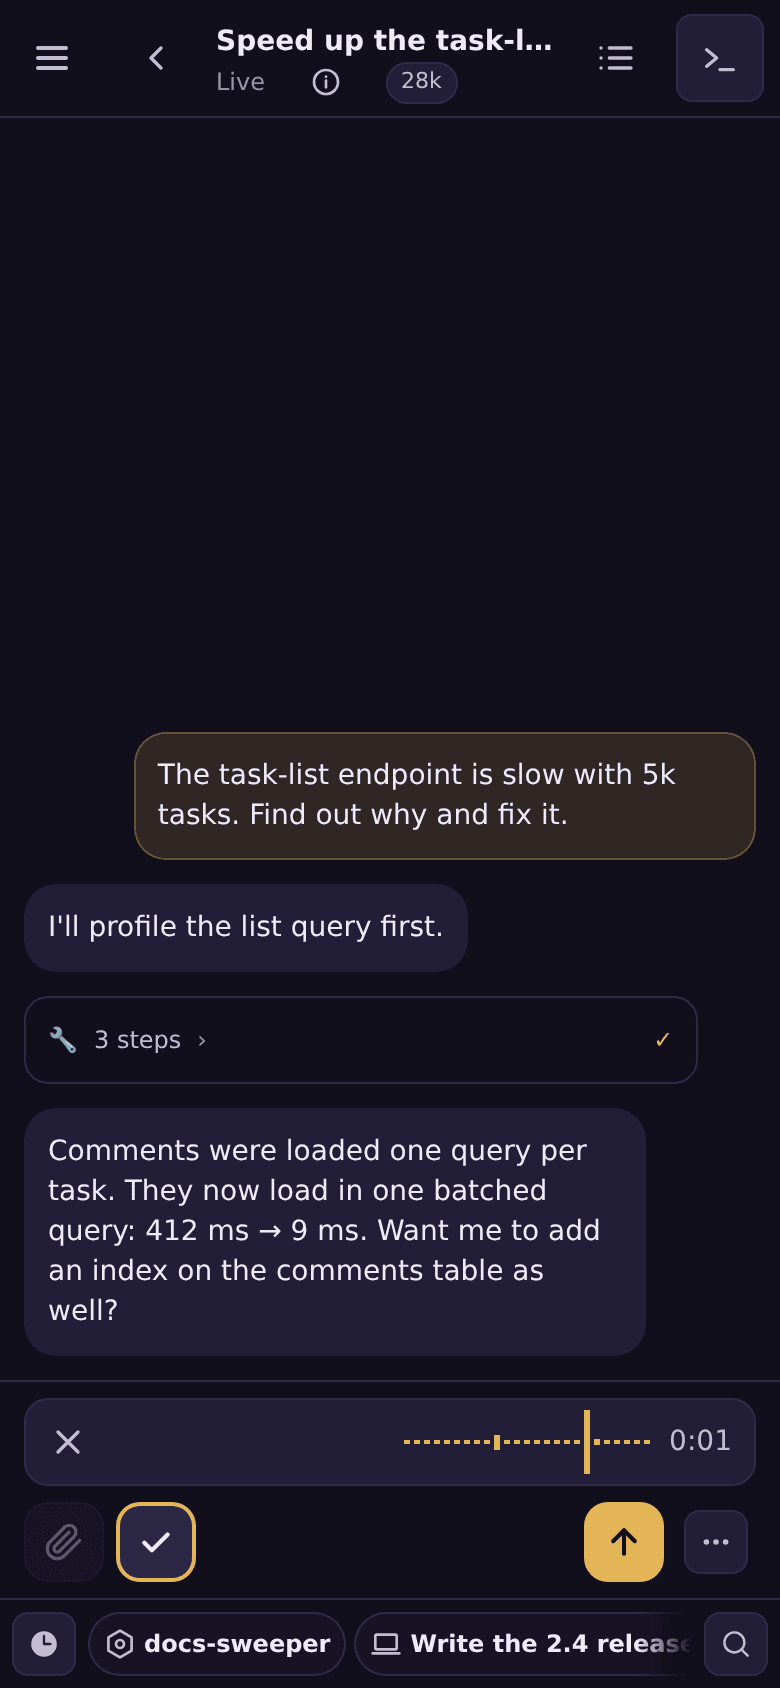 Speed up the task-l…
Live
28k
The task-list endpoint is slow with 5k
tasks. Find out why and fix it.
I'll profile the list query first.
3 steps ›
Comments were loaded one query per
task. They now load in one batched
query: 412 ms → 9 ms. Want me to add
an index on the comments table as
well?
0:01
docs-sweeper
Write the 2.4 release